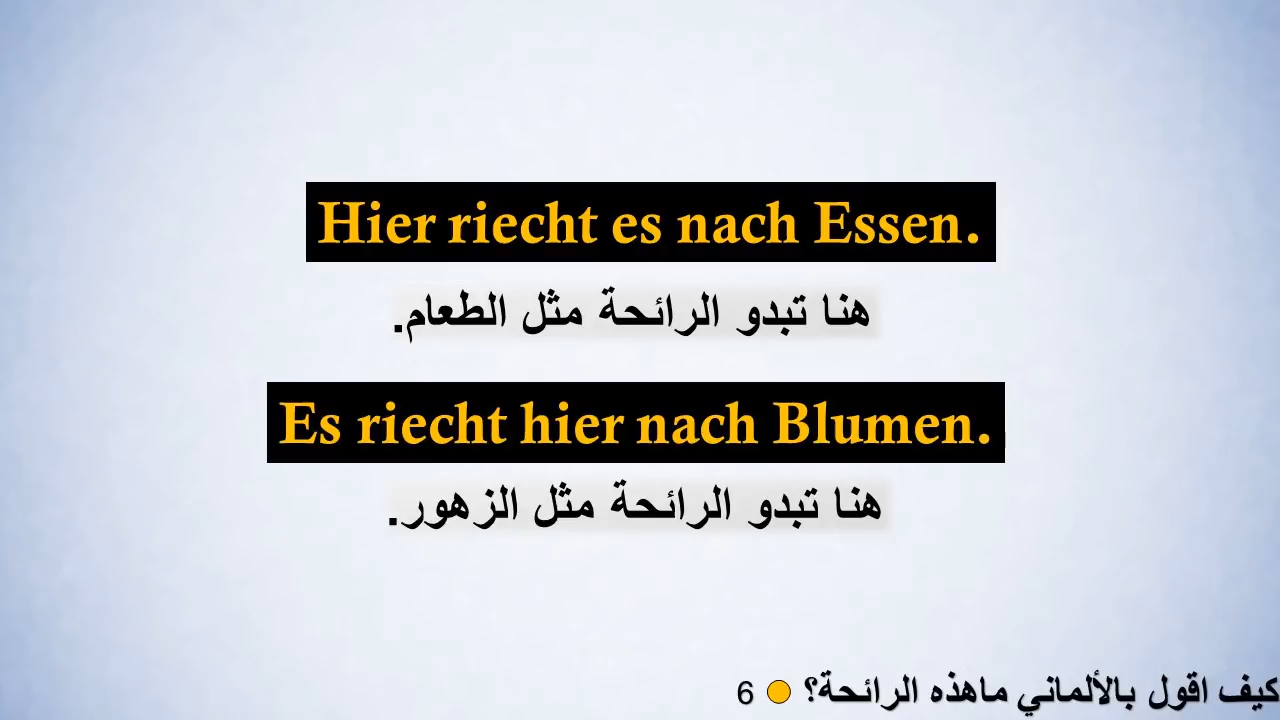 Hier riecht es nach Essen.
هنا تبدو الرائحة مثل الطعام.
Es riecht hier nach Blumen.
هنا تبدو الرائحة مثل الزهور.
كيف اقول بالألماني ماهذه الرائحة؟ 6